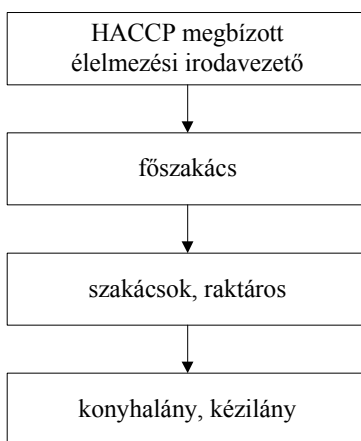 HACCP megbízott
élelmezési irodavezető
főszakács
szakácsok, raktáros
konyhalány, kézilány